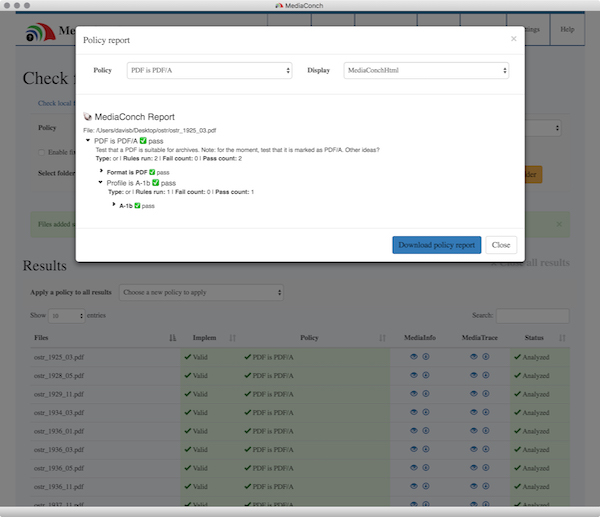 MediaConch
Me
tings
Help
Policy report
×
Policy
PDF is PDF/A
Display
MediaConchHtml
MediaConch Report
File: /Users/davisb/Desktop/ostr/ostr_1925_03.pdf
PDF is PDF/A ✅ pass
Test that a PDF is suitable for archives. Note: for the moment, test that it is marked as PDF/A. Other ideas?
Type: or | Rules run: 2 | Fail count: 0 | Pass count: 2
Format is PDF ✅ pass
Profile is A-1b ✅ pass
Type: or | Rules run: 1 | Fail count: 0 | Pass count: 1
A-1b ✅ pass
Download policy report
Close
Check f
Check local f
Policy
Enable fi
Select folder
lder
Files added s
×
Results
all results
Apply a policy to all results
Choose a new policy to apply
Show 10 entries
Search:
Files Implem Policy MediaInfo MediaTrace Status
ostr_1925_03.pdf ✔ Valid ✔ PDF is PDF/A ✔ Analyzed
ostr_1928_05.pdf ✔ Valid ✔ PDF is PDF/A ✔ Analyzed
ostr_1929_11.pdf ✔ Valid ✔ PDF is PDF/A ✔ Analyzed
ostr_1934_03.pdf ✔ Valid ✔ PDF is PDF/A ✔ Analyzed
ostr_1936_01.pdf ✔ Valid ✔ PDF is PDF/A ✔ Analyzed
ostr_1936_03.pdf ✔ Valid ✔ PDF is PDF/A ✔ Analyzed
ostr_1936_05.pdf ✔ Valid ✔ PDF is PDF/A ✔ Analyzed
ostr_1936_11.pdf ✔ Valid ✔ PDF is PDF/A ✔ Analyzed
ostr_1937_11.pdf ✔ Valid ✔ PDF is PDF/A ✔ Analyzed